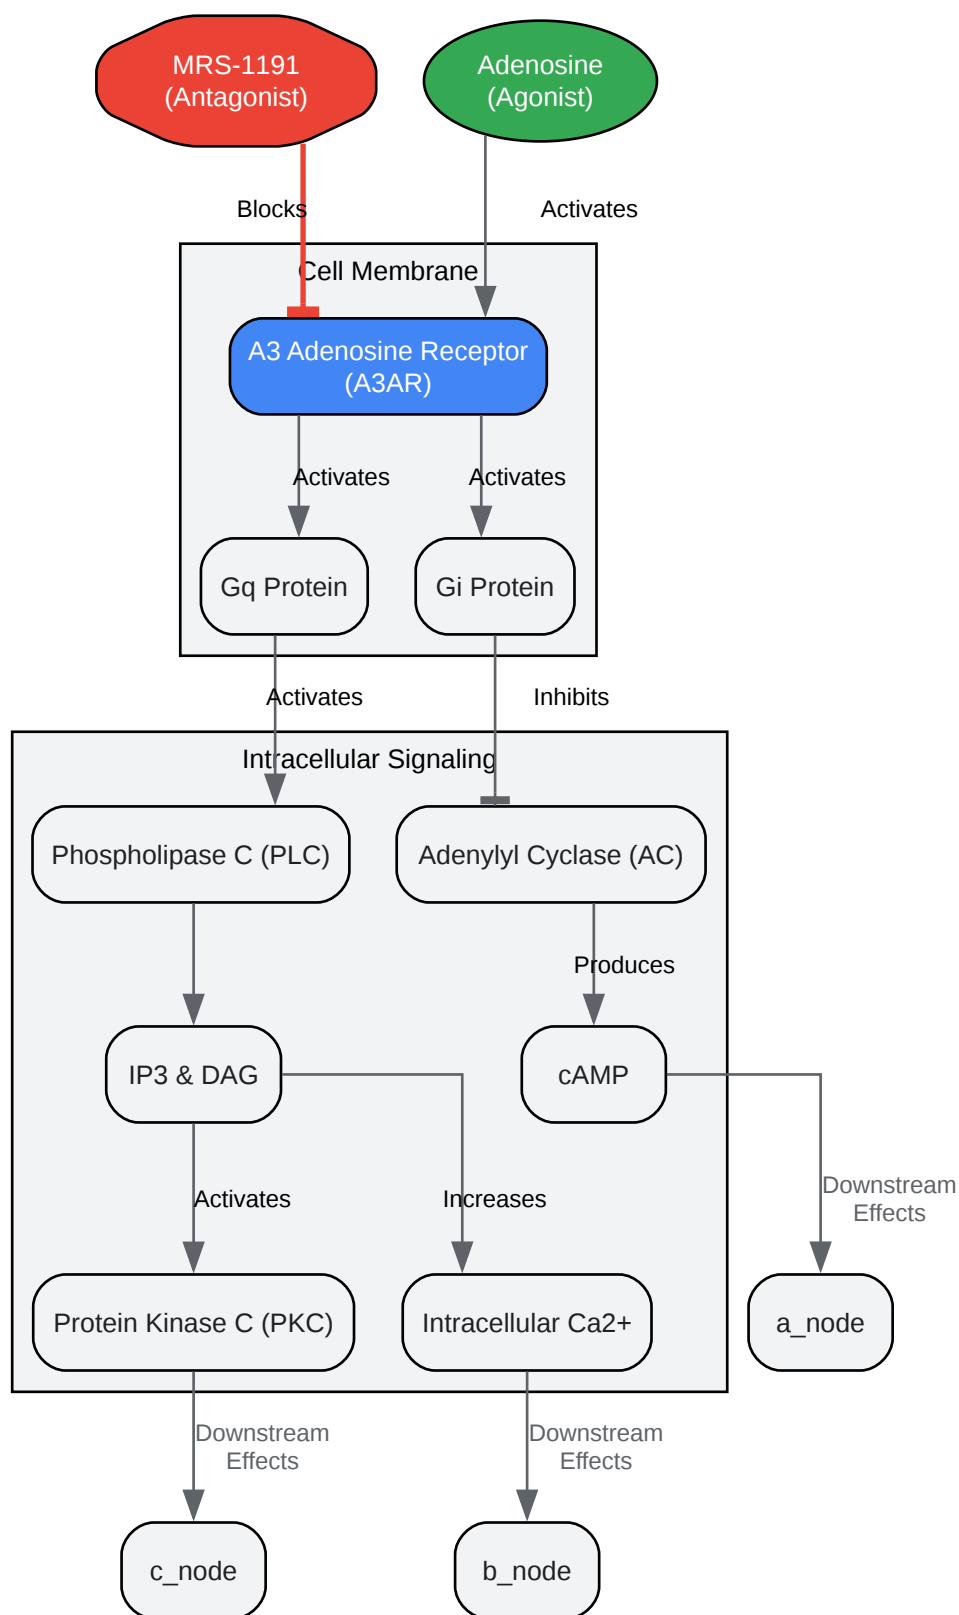 MRS-1191
(Antagonist)
Adenosine
(Agonist)
Blocks
Activates
Cell Membrane
A3 Adenosine Receptor
(A3AR)
Activates
Activates
Gq Protein
Gi Protein
Activates
Inhibits
Intracellular Signaling
Phospholipase C (PLC)
Adenylyl Cyclase (AC)
Produces
IP3 & DAG
cAMP
Activates
Increases
Downstream
Effects
Protein Kinase C (PKC)
Intracellular Ca2+
a_node
Downstream
Effects
Downstream
Effects
c_node
b_node